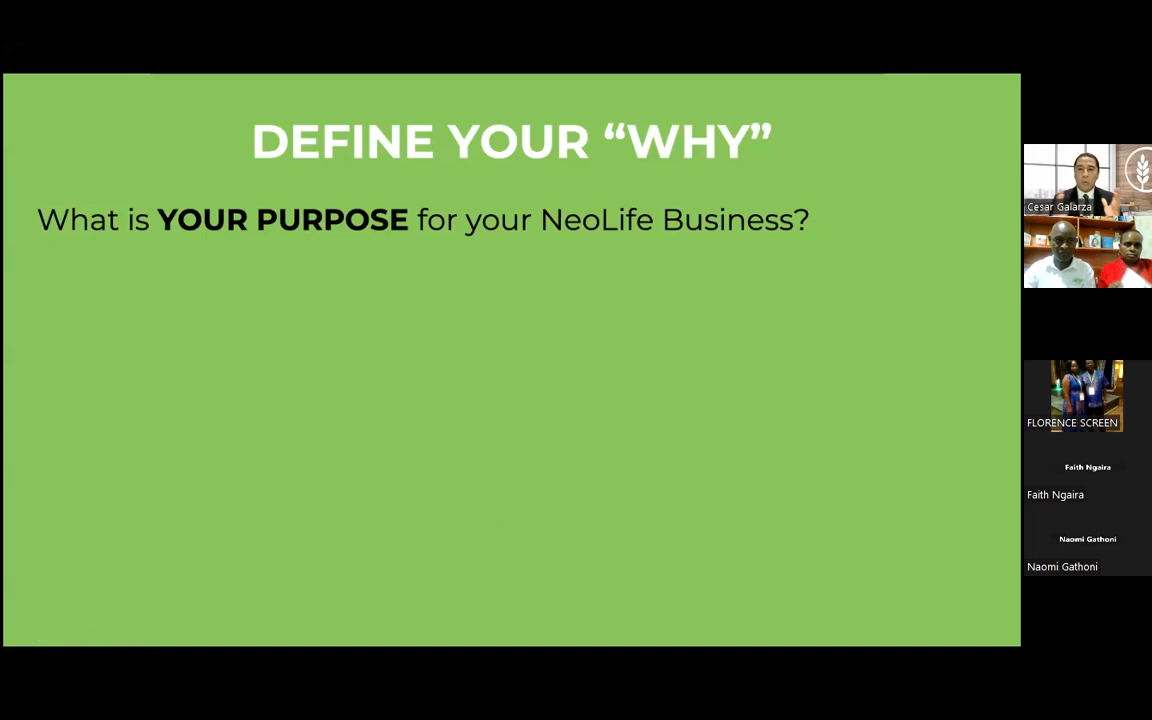 DEFINE YOUR “WHY”
What is YOUR PURPOSE for your NeoLife Business?
Cesar Galarza
FLORENCE SCREEN
Faith Ngaira
Faith Ngaira
Naomi Gathoni
Naomi Gathoni